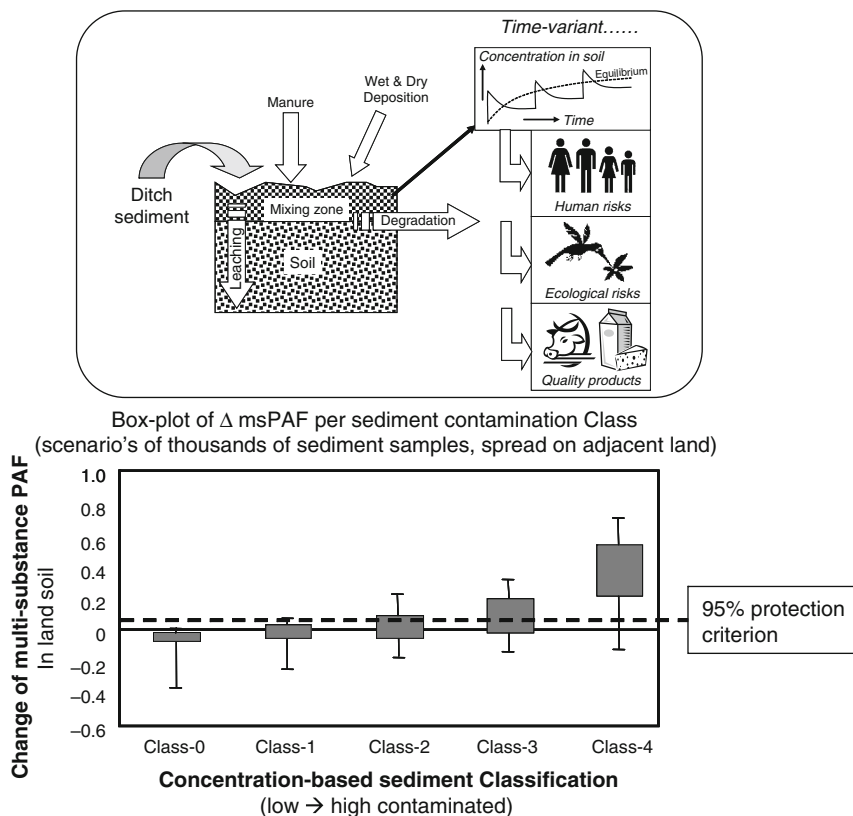 Time-variant......
Concentration in soil
Equilibrium
Time
Manure
Wet & Dry
Deposition
Ditch
sediment
Mixing zone
Degradation
Leaching
Soil
Human risks
Ecological risks
Quality products
Box-plot of Δ msPAF per sediment contamination Class
(scenario's of thousands of sediment samples, spread on adjacent land)
Change of multi-substance PAF
In land soil
1.0
0.8
0.6
0.4
0.2
0
–0.2
–0.4
–0.6
95% protection
criterion
Class-0 Class-1 Class-2 Class-3 Class-4
Concentration-based sediment Classification
(low → high contaminated)